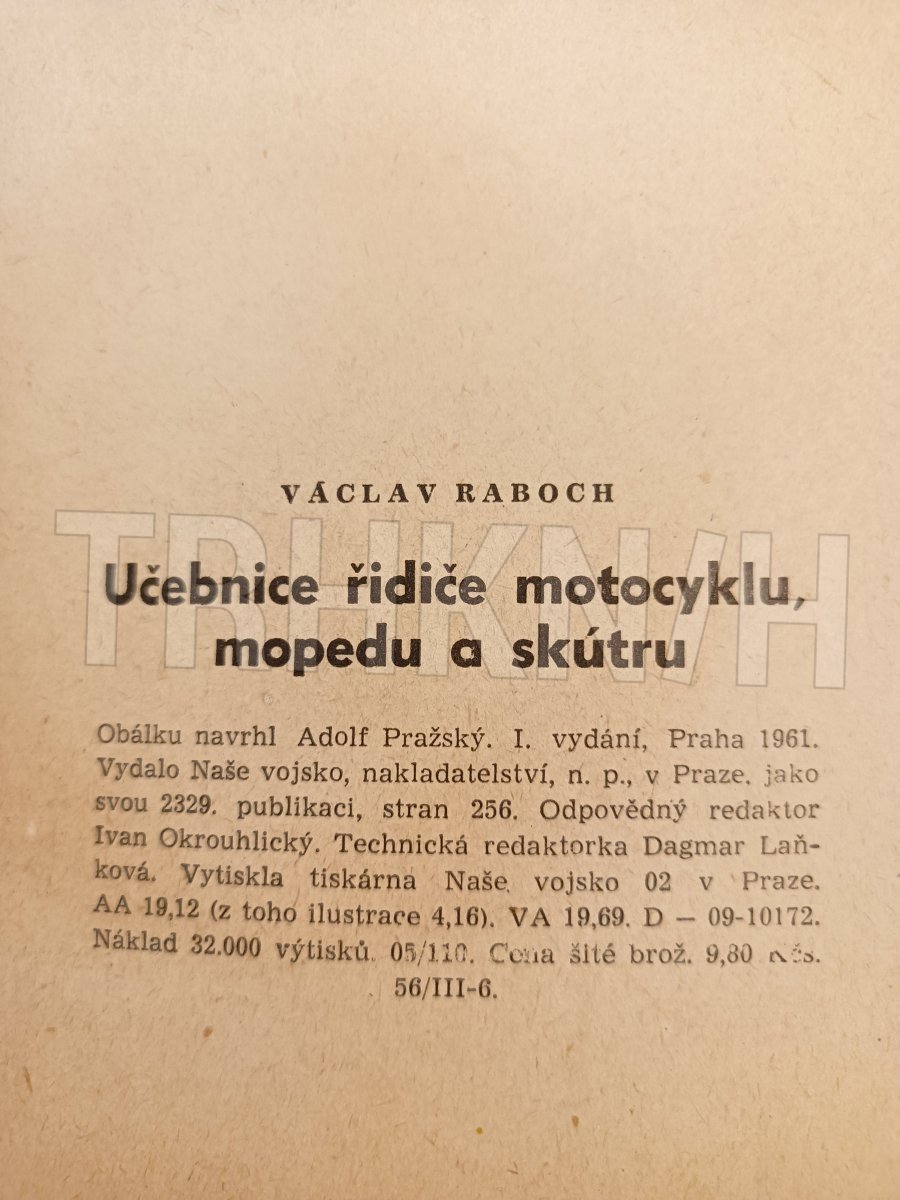 VÁCLAV RABOCH
TRHKNIH
Učebnice řidiče motocyklu,
mopedu a skútru
Obálku navrhl Adolf Pražský. I. vydání, Praha 1961.
Vydalo Naše vojsko, nakladatelství, n. p., v Praze. jako
svou 2329. publikaci, stran 256. Odpovědný redaktor
Ivan Okrouhlický. Technická redaktorka Dagmar Laň-
ková. Vytiskla tiskárna Naše vojsko 02 v Praze.
AA 19,12 (z toho ilustrace 4,16). VA 19,69. D — 09-10172.
Náklad 32.000 výtisků. 05/110. Cena šité brož. 9,80 Kčs.
56/III-6.